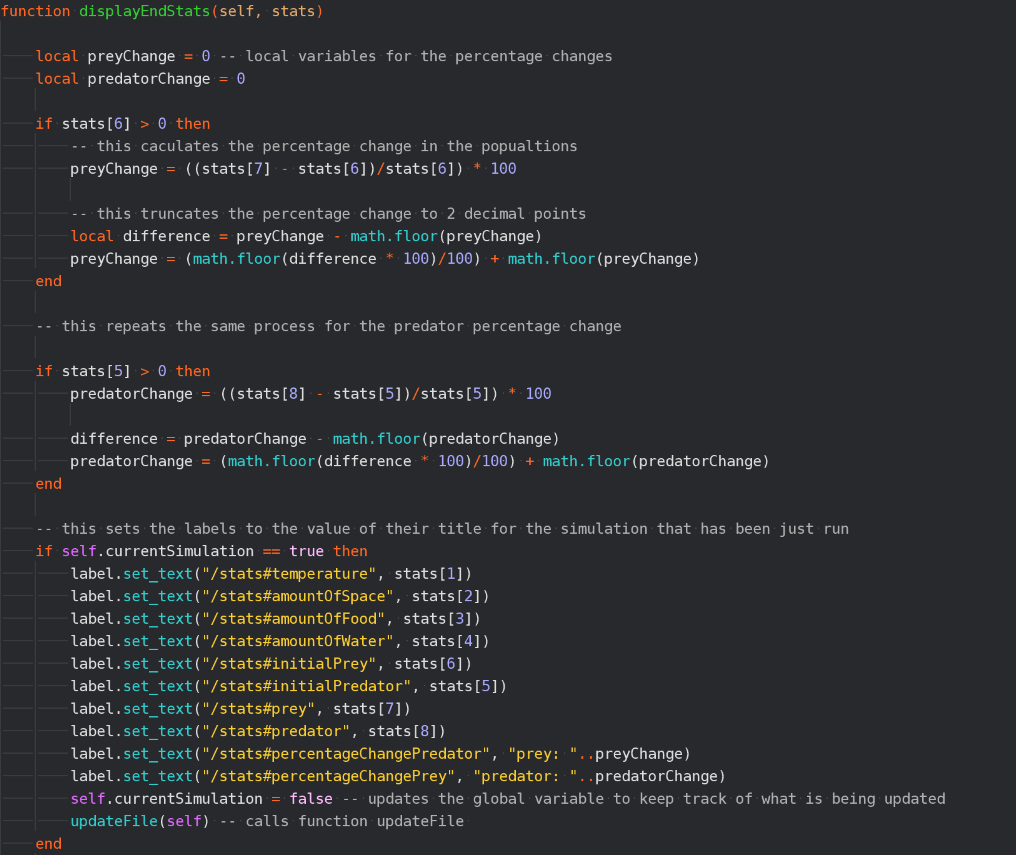 function displayEndStats(self, stats)
local preyChange = 0 -- local variables for the percentage changes
local predatorChange = 0
if stats[6] > 0 then
-- this caculates the percentage change in the popualtions
preyChange = ((stats[7] - stats[6])/stats[6]) * 100
-- this truncates the percentage change to 2 decimal points
local difference = preyChange - math.floor(preyChange)
preyChange = (math.floor(difference * 100)/100) + math.floor(preyChange)
end
-- this repeats the same process for the predator percentage change
if stats[5] > 0 then
predatorChange = ((stats[8] - stats[5])/stats[5]) * 100
difference = predatorChange - math.floor(predatorChange)
predatorChange = (math.floor(difference * 100)/100) + math.floor(predatorChange)
end
-- this sets the labels to the value of their title for the simulation that has been just run
if self.currentSimulation == true then
label.set_text("/stats#temperature", stats[1])
label.set_text("/stats#amountOfSpace", stats[2])
label.set_text("/stats#amountOfFood", stats[3])
label.set_text("/stats#amountOfWater", stats[4])
label.set_text("/stats#initialPrey", stats[6])
label.set_text("/stats#initialPredator", stats[5])
label.set_text("/stats#prey", stats[7])
label.set_text("/stats#predator", stats[8])
label.set_text("/stats#percentageChangePredator", "prey: "..preyChange)
label.set_text("/stats#percentageChangePrey", "predator: "..predatorChange)
self.currentSimulation = false -- updates the global variable to keep track of what is being updated
updateFile(self) -- calls function updateFile
end